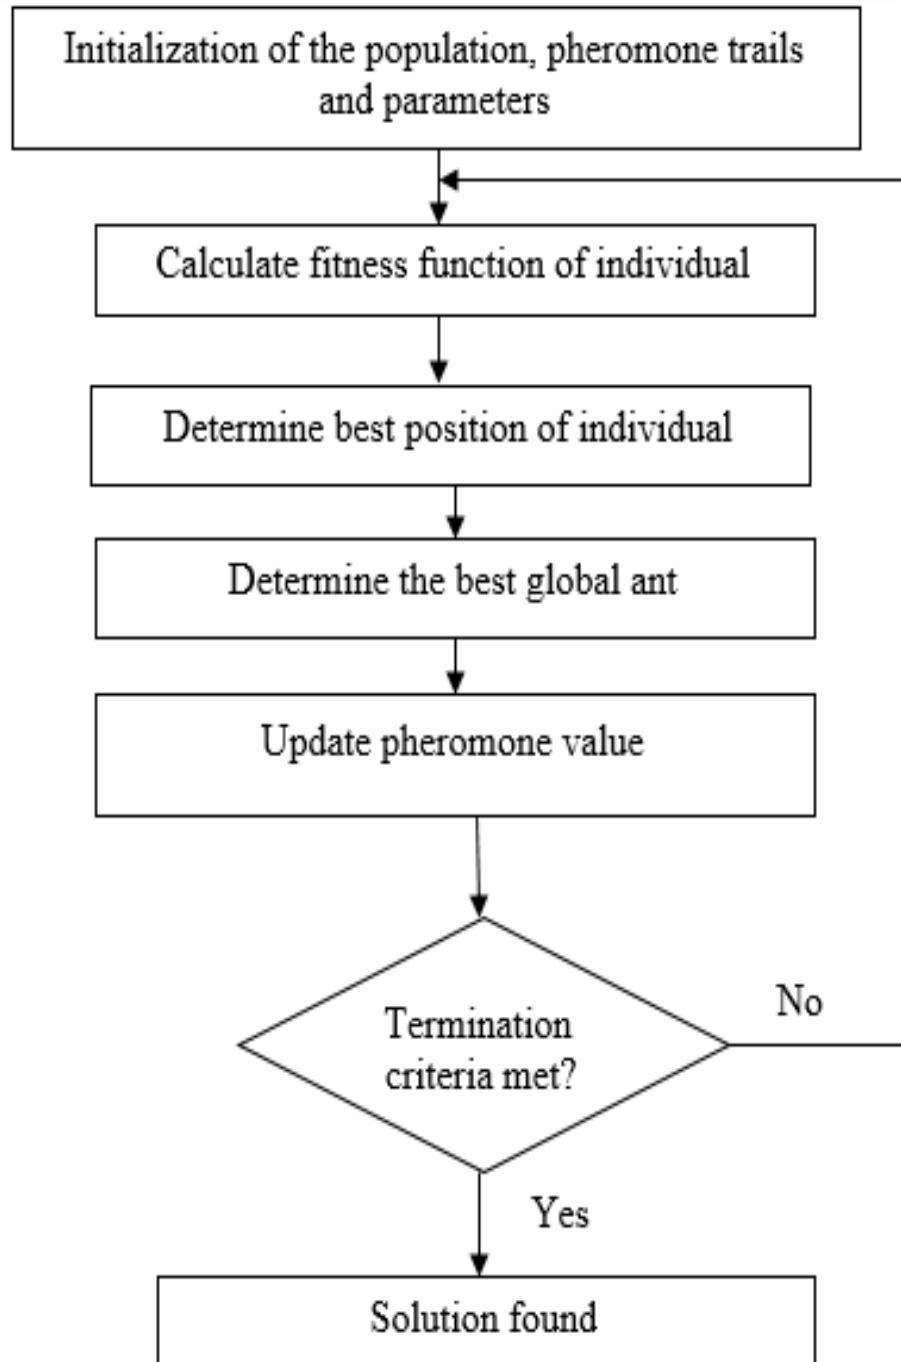 Initialization of the population, pheromone trails
and parameters
Calculate fitness function of individual
Determine best position of individual
Determine the best global ant
Update pheromone value
Termination
criteria met?
No
Yes
Solution found